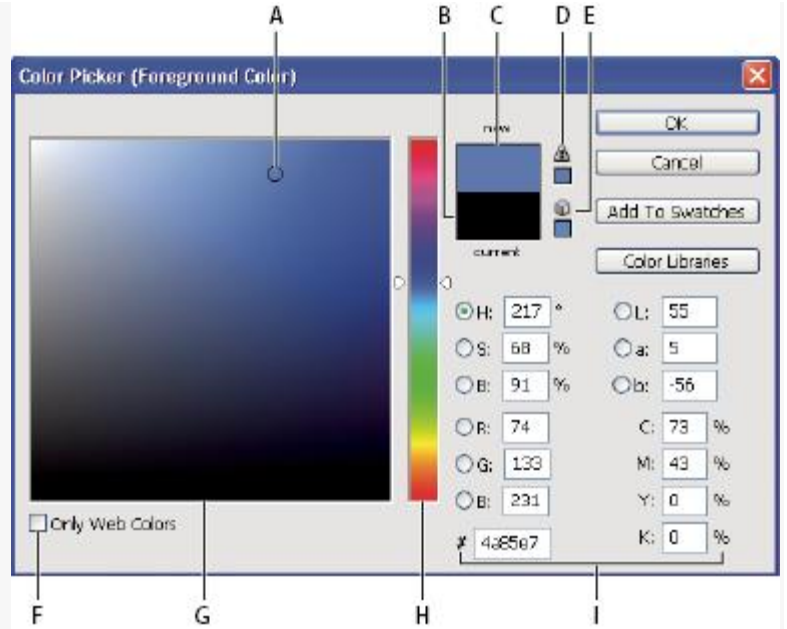 A B C D E
Color Picker (Foreground Color)
new
OK
Cancel
Add To Swatches
current
Color Libraries
H: 217 ° L: 55
S: 68 % a: 5
B: 91 % b: -56
R: 74 C: 73 %
G: 133 M: 43 %
B: 231 Y: 0 %
Only Web Colors
# 4a85e7 K: 0 %
F G H I